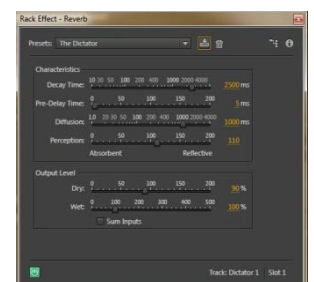 Rack Effect - Reverb
Presets: The Dictator
Characteristics
Decay Time: 10 30 50 100 200 400 1000 2000 4000 2500 ms
Pre-Delay Time: 0 50 100 150 200 5 ms
Diffusion: 10 20 30 50 100 200 400 1000 2000 4000 1000 ms
Perception: 0 50 100 150 200 110
Absorbent Reflective
Output Level
Dry: 0 50 100 150 200 90 %
Wet: 0 100 200 300 400 500 100 %
Sum Inputs
Track: Dictator 1 Slot 1